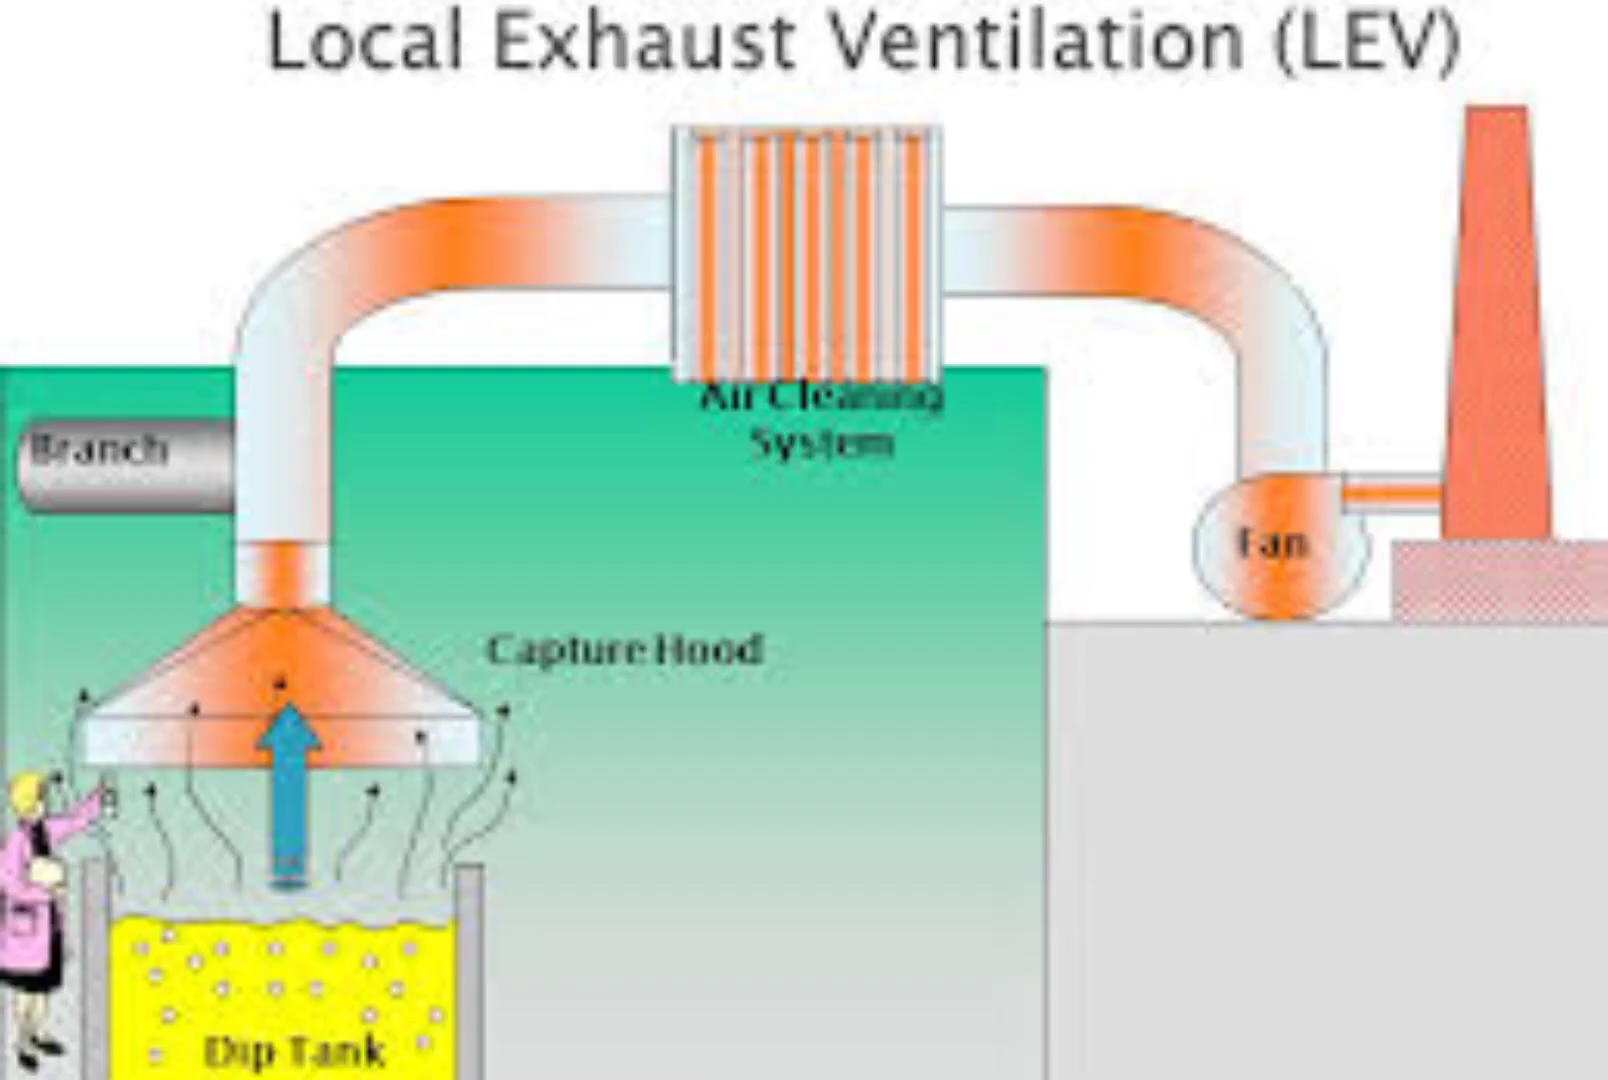 Local Exhaust Ventilation (LEV)
Air Cleaning
System
Branch
Fan
Capture Hood
Dip Tank